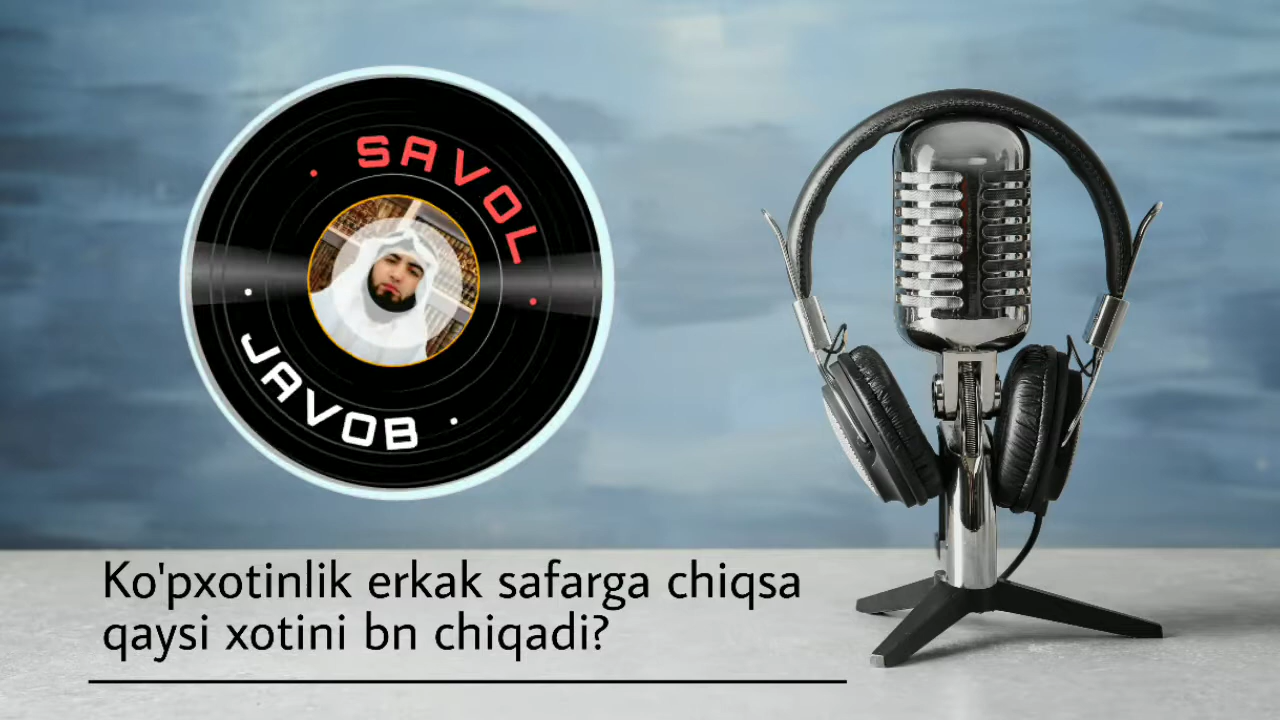 SAVOL
JAVOB
Ko'pxotinlik erkak safarga chiqsa
qaysi xotini bn chiqadi?